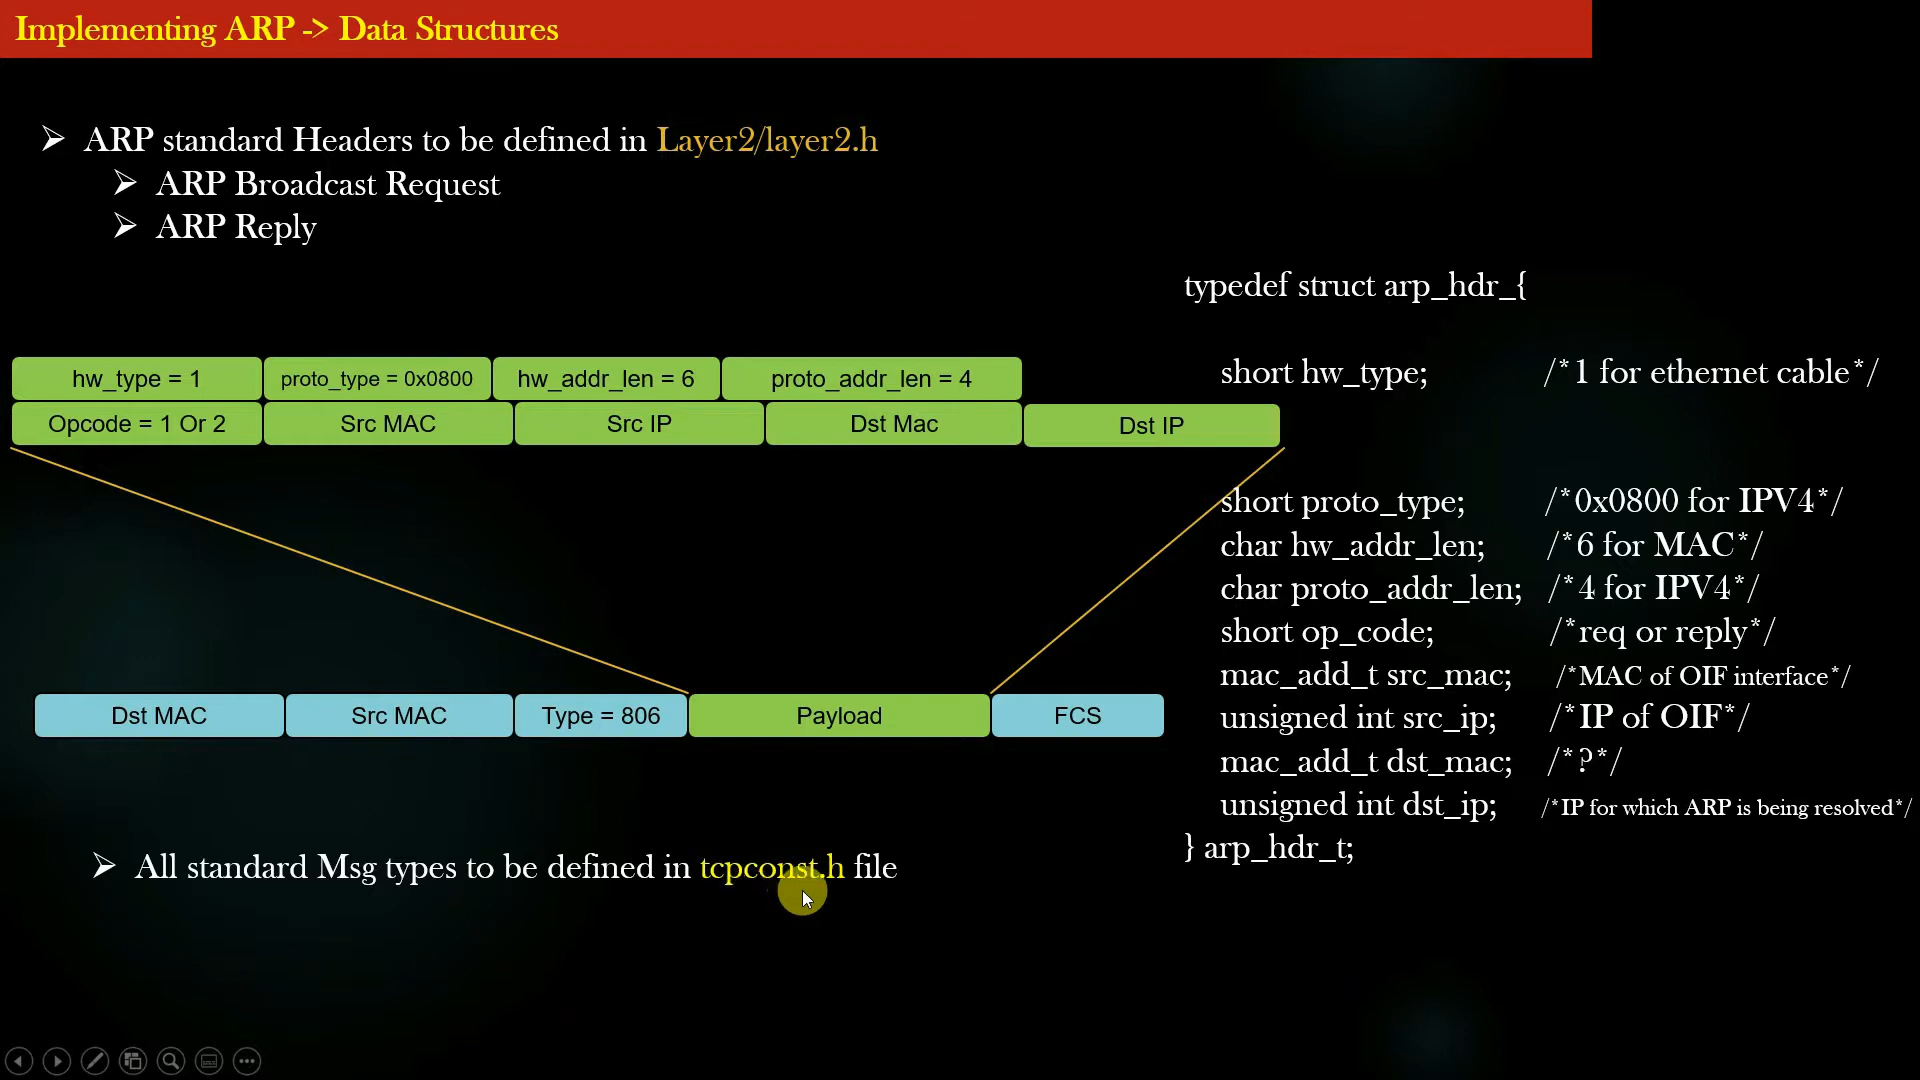 Implementing ARP -> Data Structures
➢ ARP standard Headers to be defined in Layer2/layer2.h
➢ ARP Broadcast Request
➢ ARP Reply
hw_type = 1 proto_type = 0x0800 hw_addr_len = 6 proto_addr_len = 4
Opcode = 1 Or 2 Src MAC Src IP Dst Mac Dst IP
Dst MAC Src MAC Type = 806 Payload FCS
➢ All standard Msg types to be defined in tcpconst.h file
typedef struct arp_hdr_{
short hw_type; /*1 for ethernet cable*/
short proto_type; /*0x0800 for IPV4*/
char hw_addr_len; /*6 for MAC*/
char proto_addr_len; /*4 for IPV4*/
short op_code; /*req or reply*/
mac_add_t src_mac; /*MAC of OIF interface*/
unsigned int src_ip; /*IP of OIF*/
mac_add_t dst_mac; /*?*/
unsigned int dst_ip; /*IP for which ARP is being resolved*/
} arp_hdr_t;